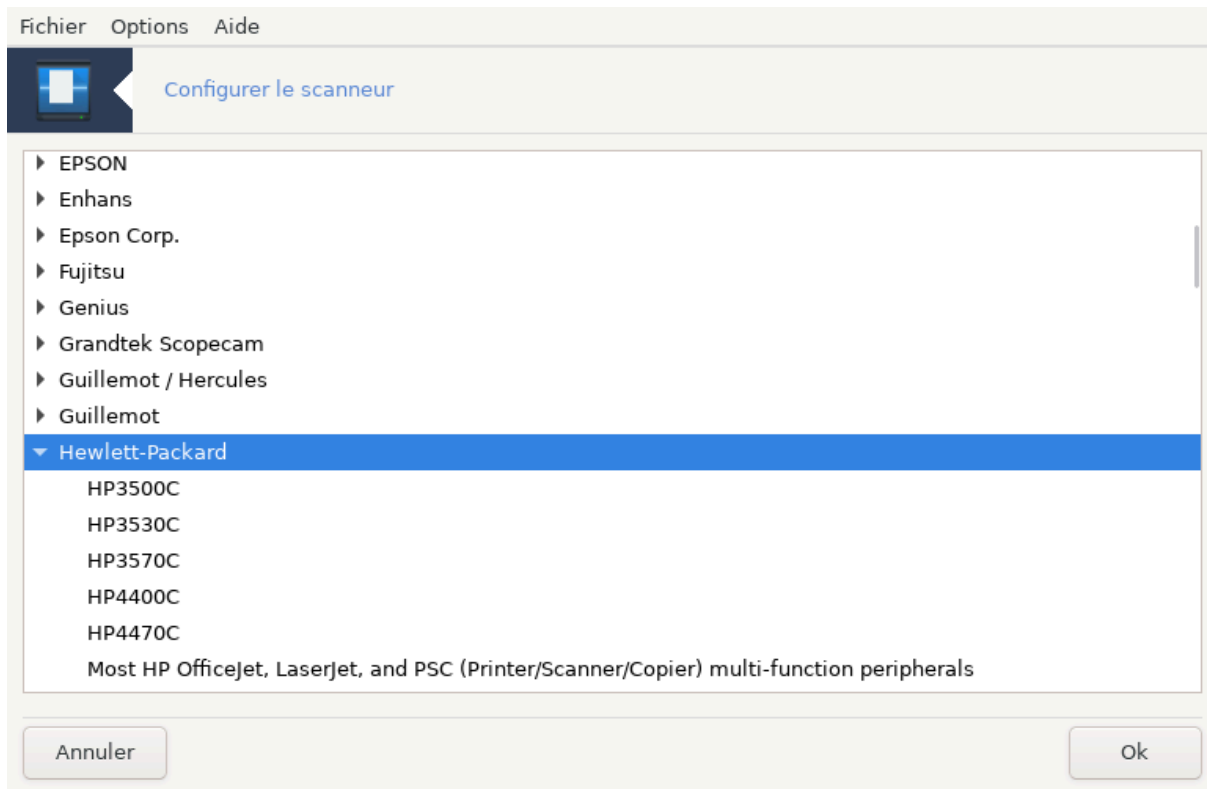 Fichier Options Aide
Configurer le scanneur
EPSON
Enhans
Epson Corp.
Fujitsu
Genius
Grandtek Scopecam
Guillemot / Hercules
Guillemot
Hewlett-Packard
HP3500C
HP3530C
HP3570C
HP4400C
HP4470C
Most HP OfficeJet, LaserJet, and PSC (Printer/Scanner/Copier) multi-function peripherals
Annuler Ok